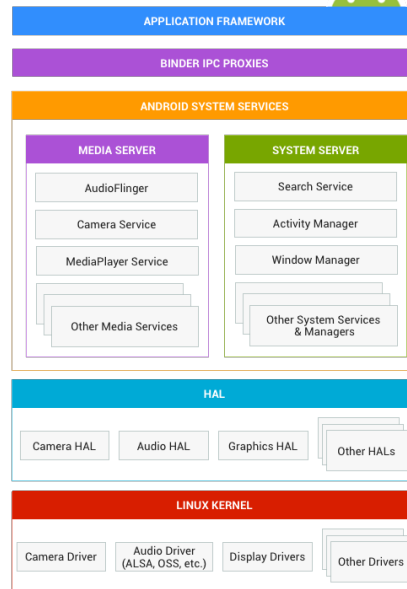 APPLICATION FRAMEWORK
BINDER IPC PROXIES
ANDROID SYSTEM SERVICES
MEDIA SERVER
AudioFlinger
Camera Service
MediaPlayer Service
Other Media Services
SYSTEM SERVER
Search Service
Activity Manager
Window Manager
Other System Services
& Managers
HAL
Camera HAL
Audio HAL
Graphics HAL
Other HALs
LINUX KERNEL
Camera Driver
Audio Driver
(ALSA, OSS, etc.)
Display Drivers
Other Drivers